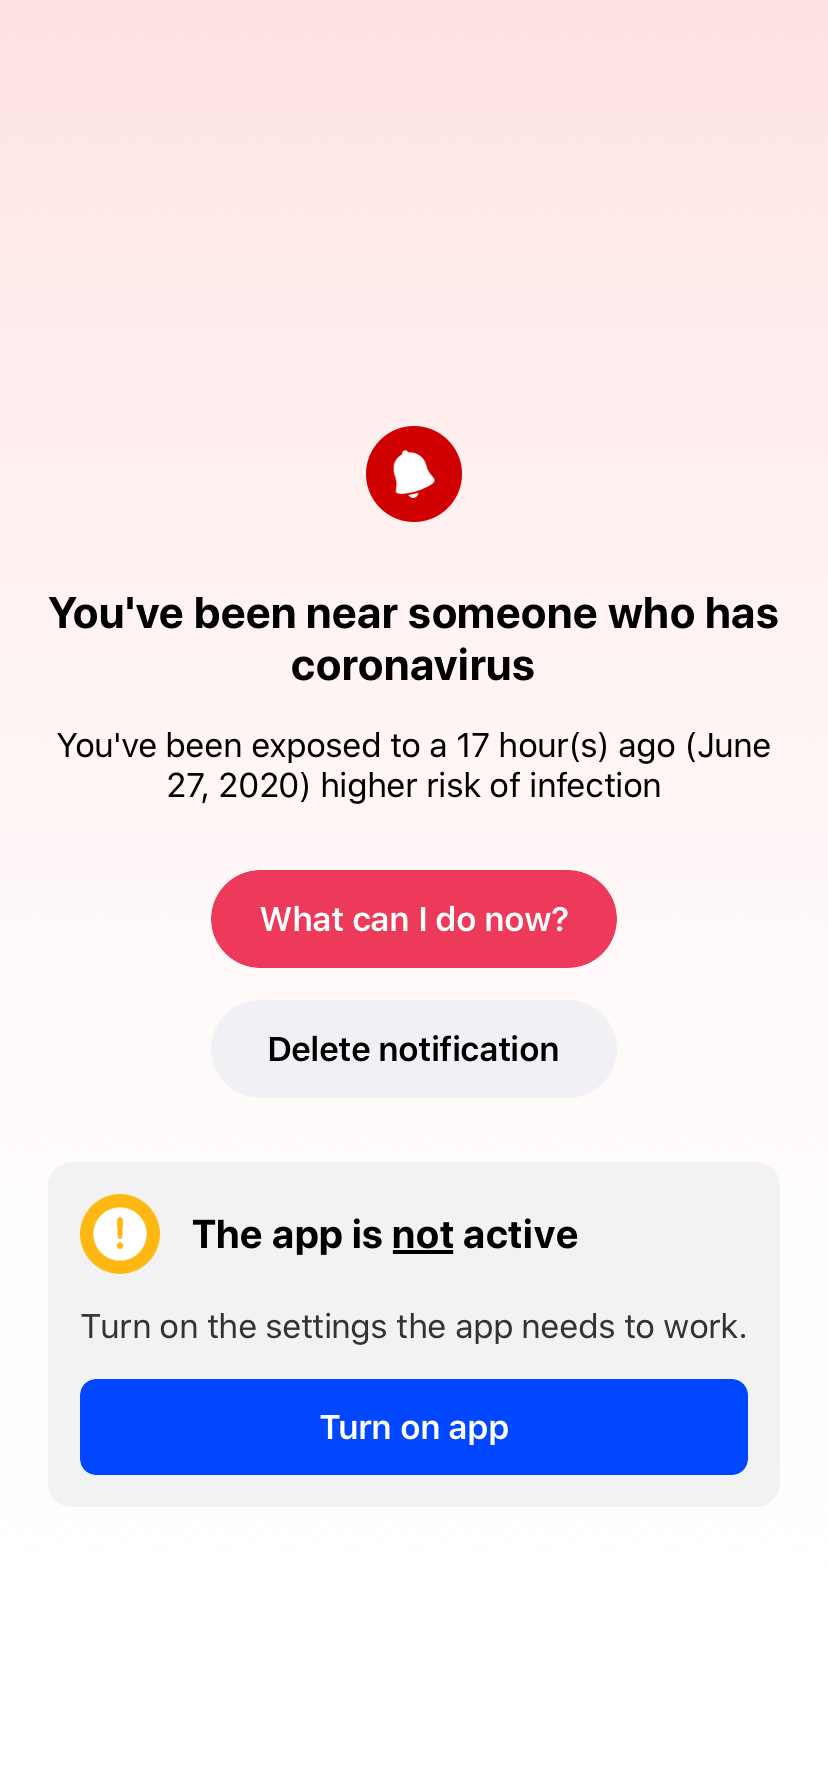 You've been near someone who has
coronavirus
You've been exposed to a 17 hour(s) ago (June
27, 2020) higher risk of infection
What can I do now?
Delete notification
The app is not active
Turn on the settings the app needs to work.
Turn on app